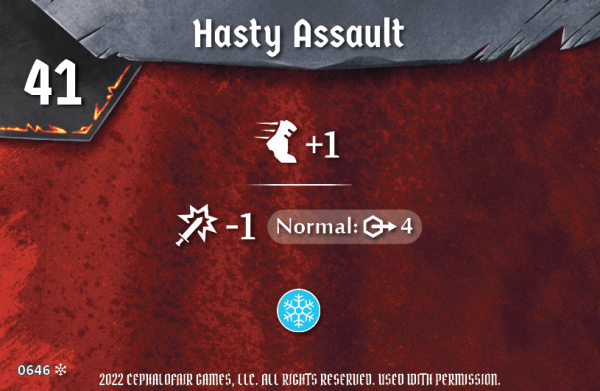 Hasty Assault
41
+1
-1 Normal: 4
0646
2022 CEPHALOFAIR GAMES, LLC. ALL RIGHTS RESERVED. USED WITH PERMISSION.